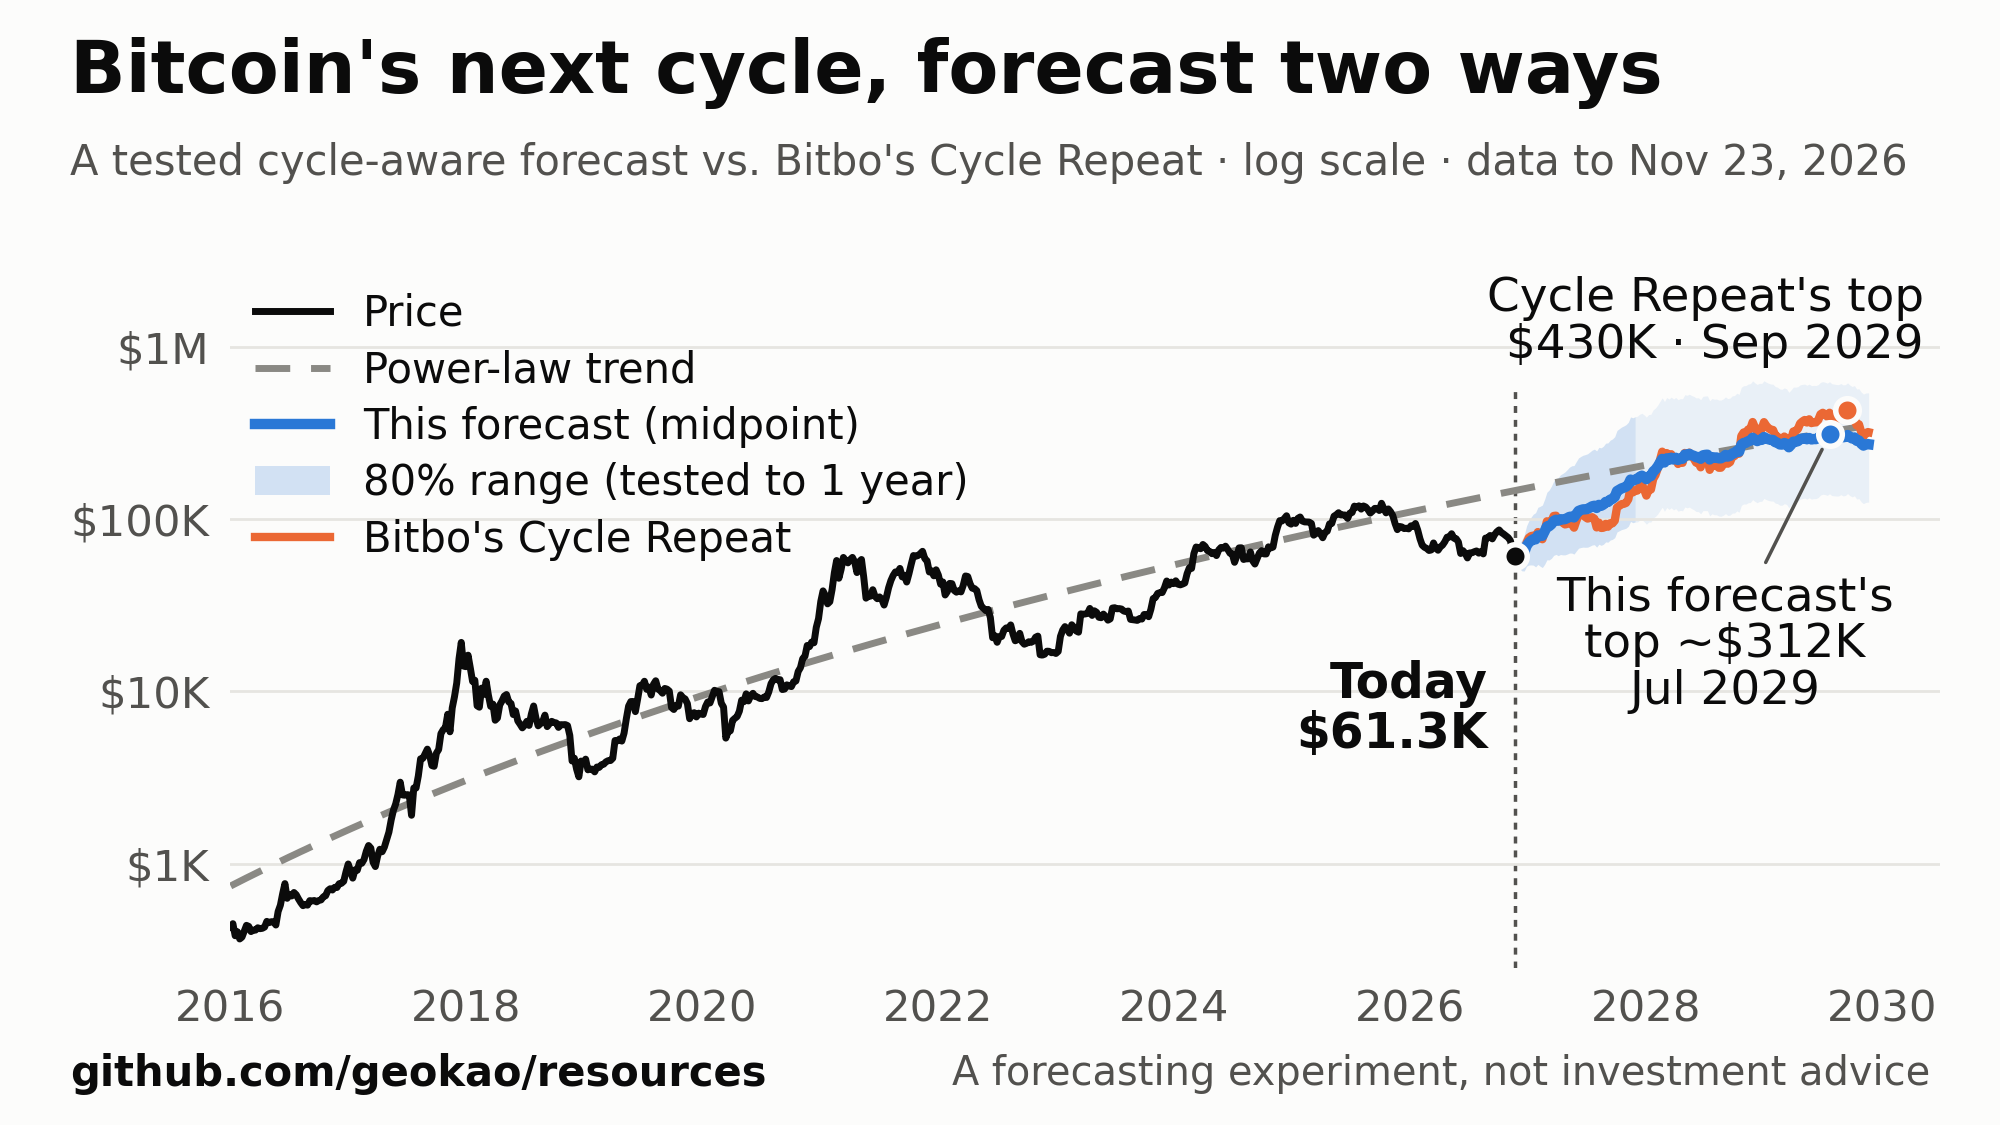 Bitcoin's next cycle, forecast two ways
A tested cycle-aware forecast vs. Bitbo's Cycle Repeat · log scale · data to Nov 23, 2026
Price
Power-law trend
This forecast (midpoint)
80% range (tested to 1 year)
Bitbo's Cycle Repeat
Cycle Repeat's top
$430K · Sep 2029
$1M
$100K
$10K
$1K
This forecast's
top ~$312K
Jul 2029
Today
$61.3K
2016 2018 2020 2022 2024 2026 2028 2030
github.com/geokao/resources
A forecasting experiment, not investment advice